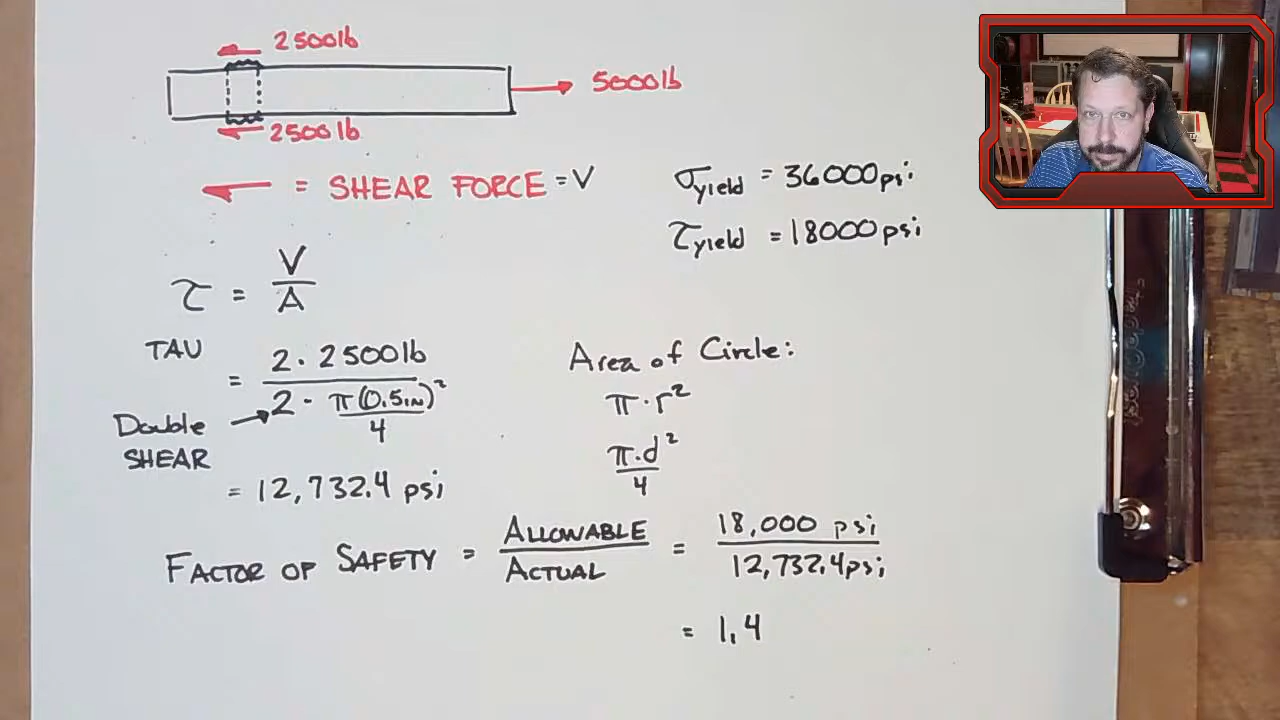 2500lb
5000lb
2500lb
= SHEAR FORCE = V
σyield = 36000psi
τyield = 18000psi
τ = V/A
TAU
= 2 · 2500lb / 2 · π(0.5IN)²/4
Double
SHEAR
= 12,732.4 psi
Area of Circle:
π · r²
π · d²/4
FACTOR OF SAFETY = ALLOWABLE / ACTUAL = 18,000 psi / 12,732.4psi
= 1.4